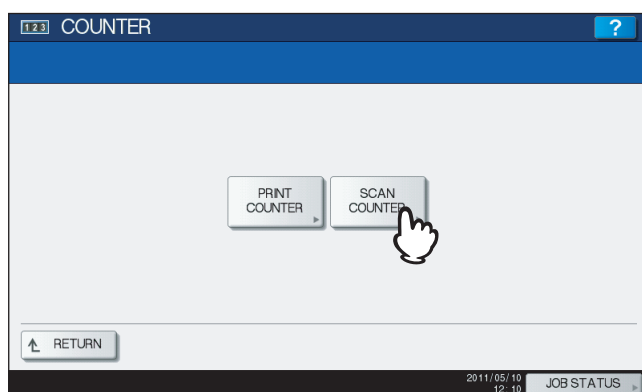 123 COUNTER
?
PRINT
COUNTER
SCAN
COUNTER
RETURN
2011/05/10
12:10
JOB STATUS